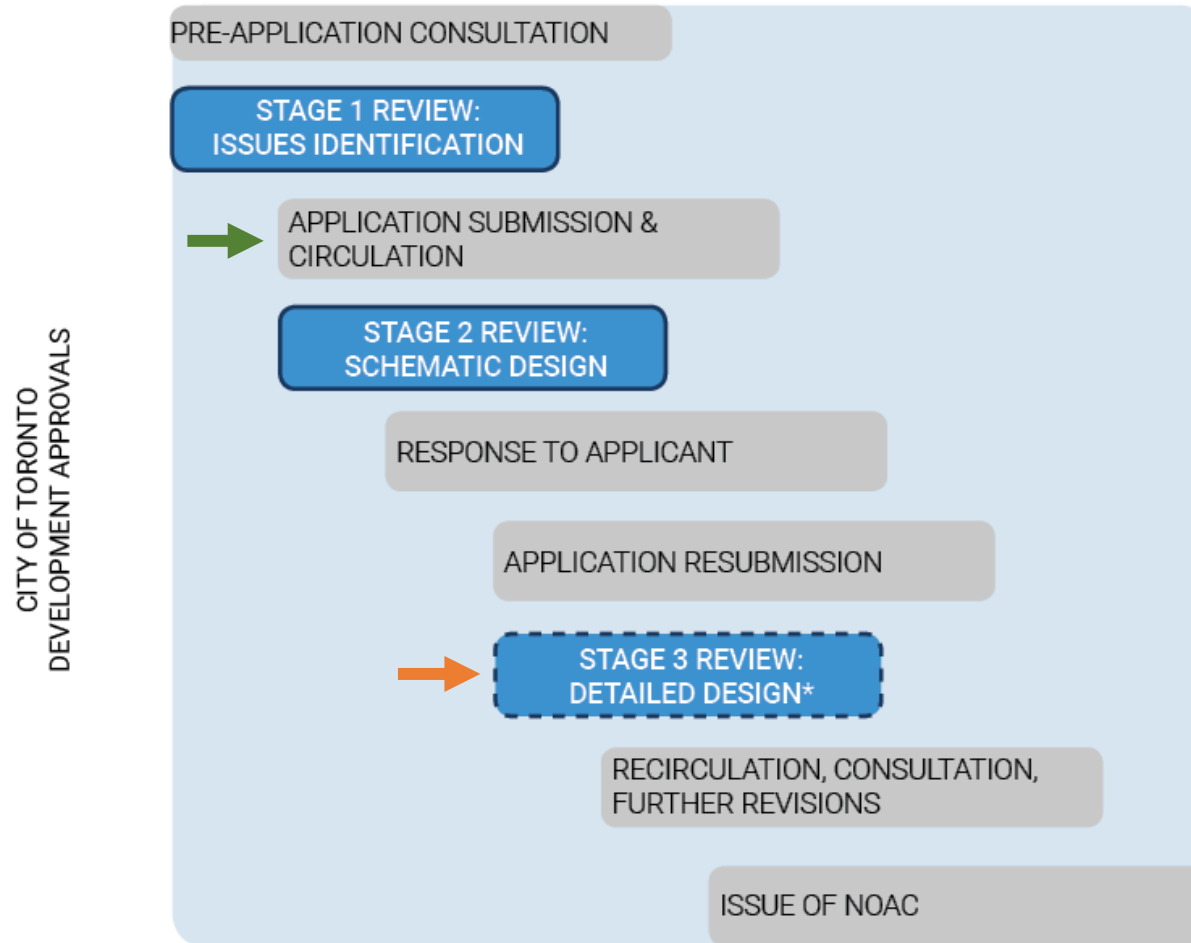 CITY OF TORONTO
DEVELOPMENT APPROVALS
PRE-APPLICATION CONSULTATION
STAGE 1 REVIEW:
ISSUES IDENTIFICATION
APPLICATION SUBMISSION &
CIRCULATION
STAGE 2 REVIEW:
SCHEMATIC DESIGN
RESPONSE TO APPLICANT
APPLICATION RESUBMISSION
STAGE 3 REVIEW:
DETAILED DESIGN*
RECIRCULATION, CONSULTATION,
FURTHER REVISIONS
ISSUE OF NOAC